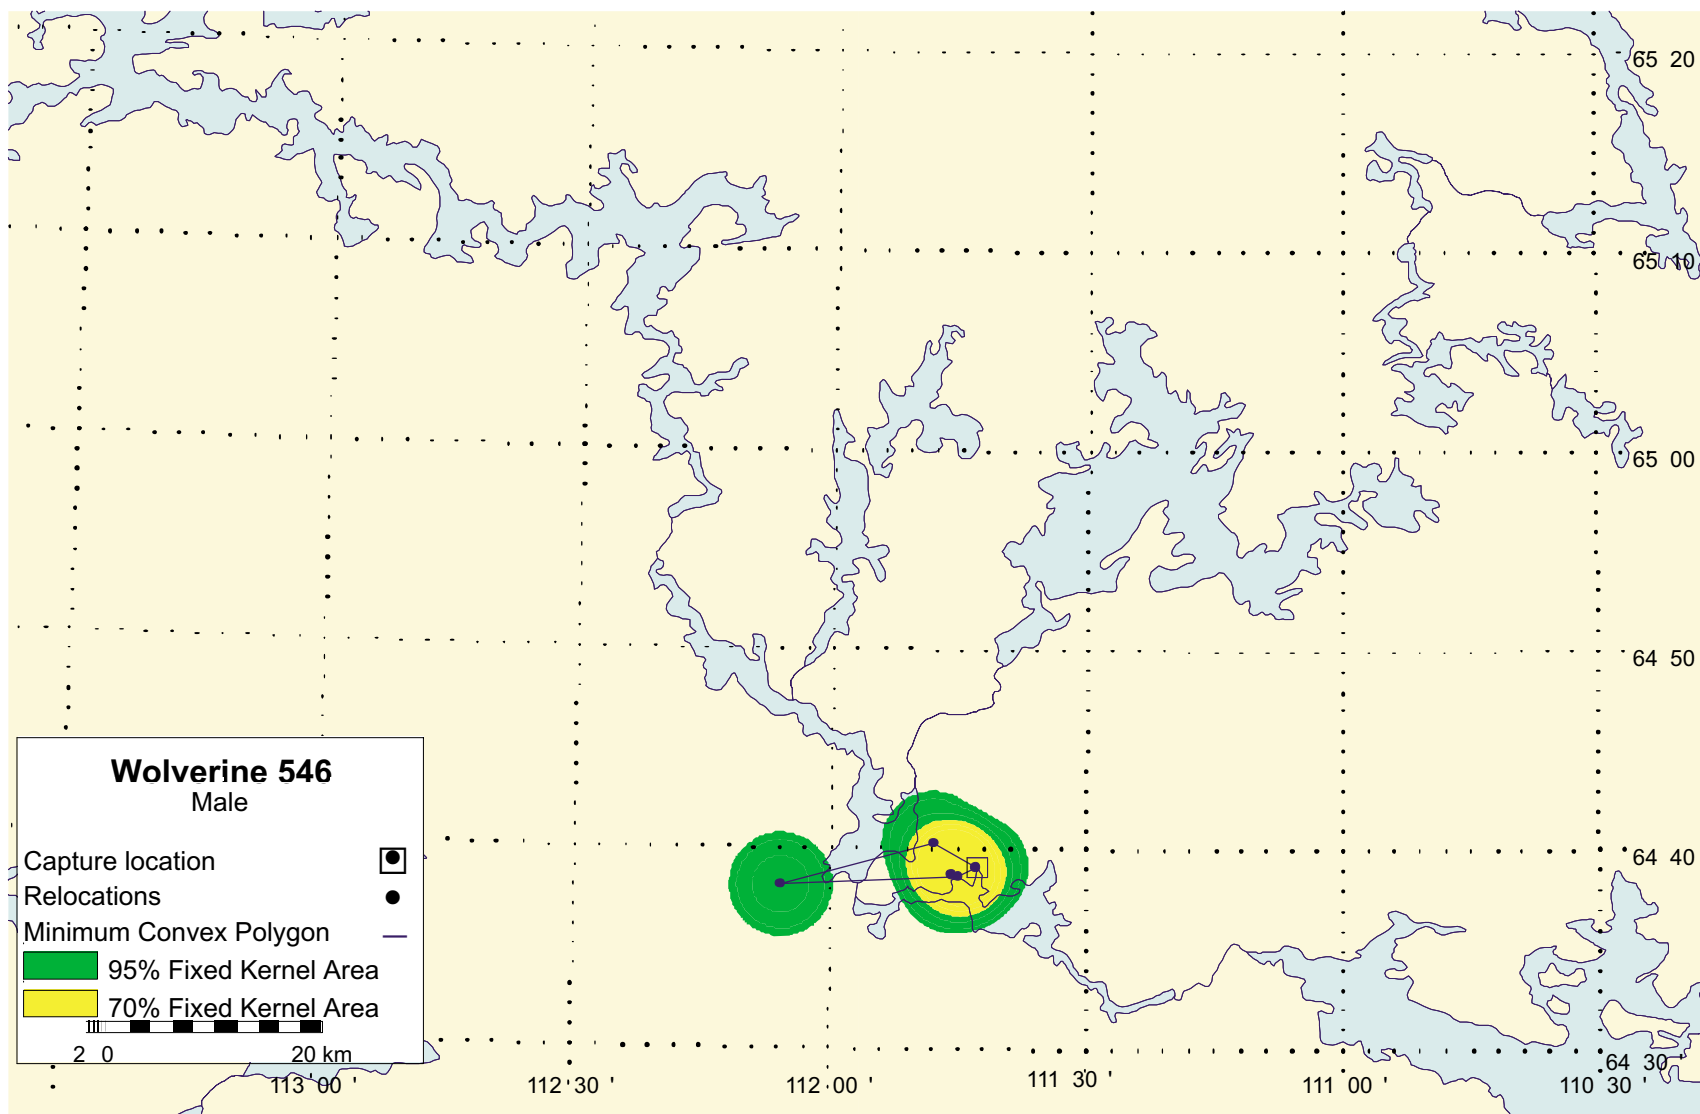 65 20
65 10
65 00
64 50
64 40
64 30 '
Wolverine 546
Male
Capture location
Relocations
Minimum Convex Polygon
95% Fixed Kernel Area
70% Fixed Kernel Area
2 0 20 km
113 00 ' 112 30 ' 112 00 ' 111 30 ' 111 00 ' 110 30 '